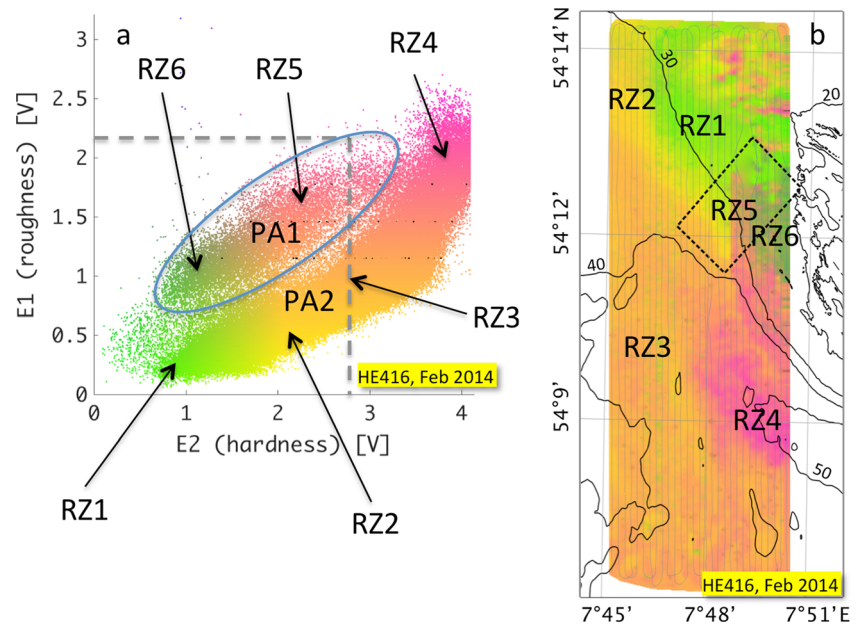 a
RZ6
RZ5
RZ4
PA1
PA2
RZ3
RZ1
RZ2
HE416, Feb 2014
E1 (roughness) [V]
3
2.5
2
1.5
1
0.5
0
0
1
2
3
4
E2 (hardness) [V]
b
54°14' N
54°12'
54°9'
30
20
40
50
RZ2
RZ1
RZ5
RZ6
RZ3
RZ4
HE416, Feb 2014
7°45'
7°48'
7°51'E